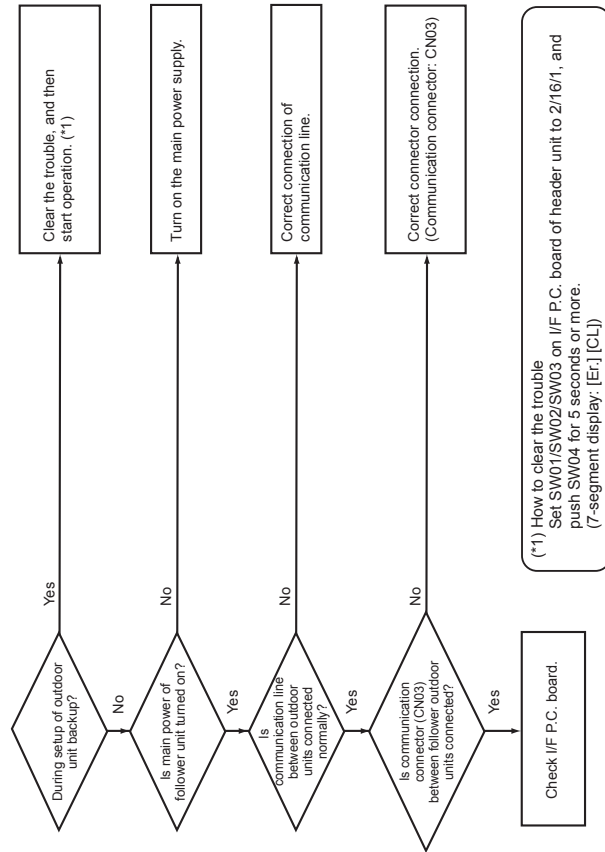 During setup of outdoor
unit backup?
Yes
Clear the trouble, and then
start operation. (*1)
No
Is main power of
follower unit turned on?
No
Turn on the main power supply.
Yes
Is
communication line
between outdoor
units connected
normally?
No
Correct connection of
communication line.
Yes
Is communication
connector (CN03)
between follower outdoor
units connected?
No
Correct connector connection.
(Communication connector: CN03)
Yes
Check I/F P.C. board.
(*1) How to clear the trouble
Set SW01/SW02/SW03 on I/F P.C. board of header unit to 2/16/1, and
push SW04 for 5 seconds or more.
(7-segment display: [Er.] [CL])